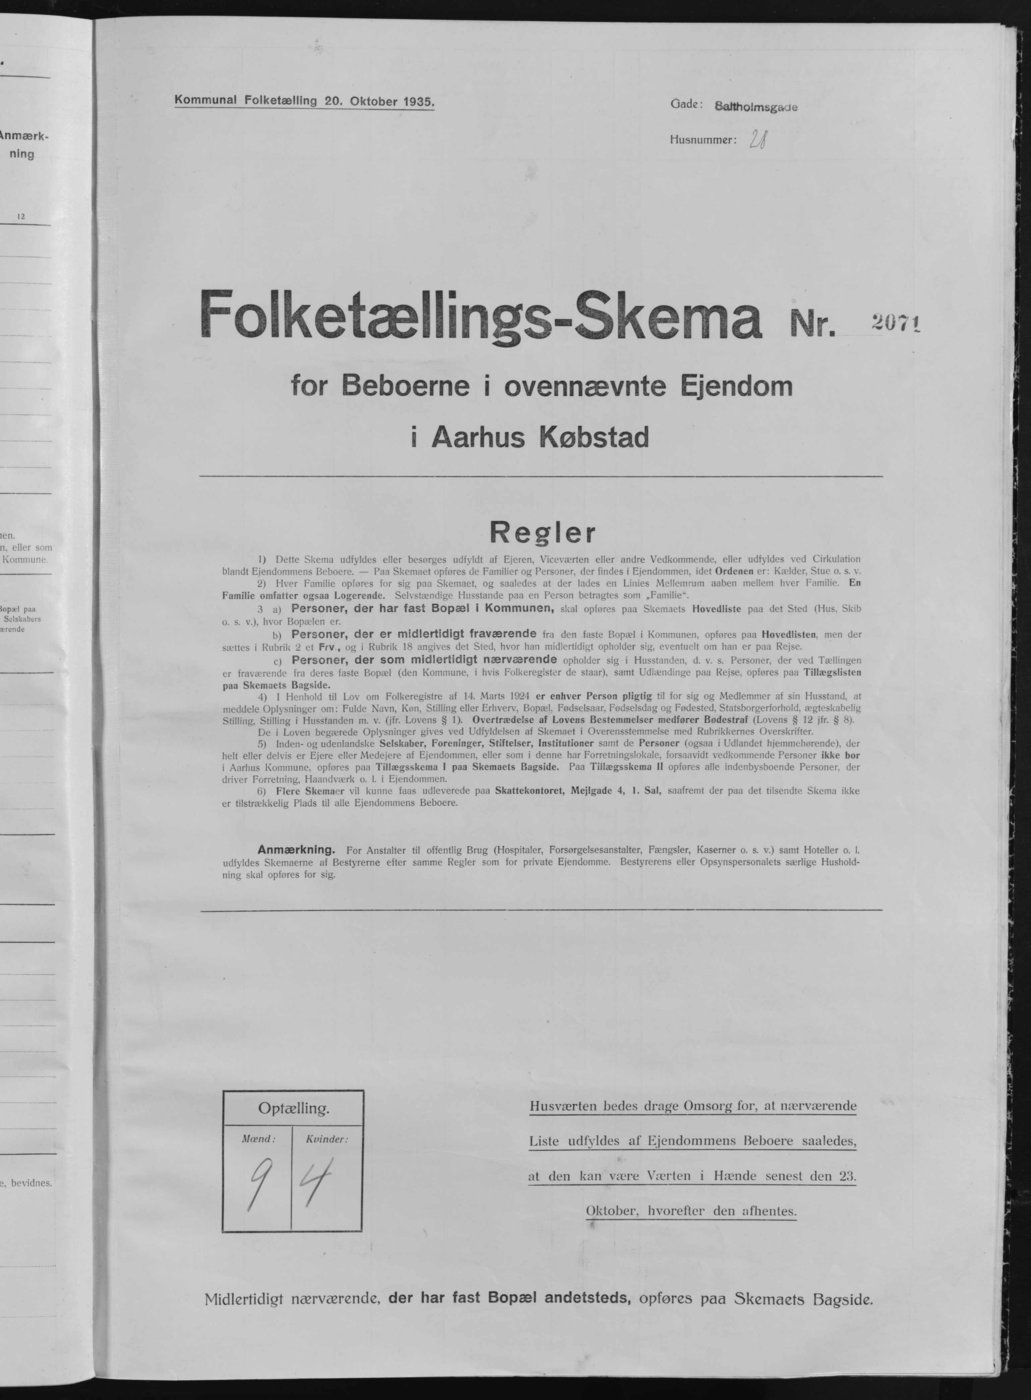 Anmærk-
ning
12
n, eller som
Kommune.
Bopæl paa
Selskabers
e, bevidnes.
Kommunal Folketælling 20. Oktober 1935.
Gade: Saltholmsgade
Husnummer: 28
Folketællings-Skema Nr. 2071
for Beboerne i ovennævnte Ejendom
i Aarhus Købstad
Regler
1) Dette Skema udfyldes eller besørges udfyldt af Ejeren, Viceværten eller andre Vedkommende, eller udfyldes ved Cirkulation
blandt Ejendommens Beboere. — Paa Skemaet opføres de Familier og Personer, der findes i Ejendommen, idet Ordenen er: Kælder, Stue o. s. v.
2) Hver Familie opføres for sig paa Skemaet, og saaledes at der lades en Linies Mellemrum aaben mellem hver Familie. En
Familie omfatter ogsaa Logerende. Selvstændige Husstande paa en Person betragtes som „Familie“.
3 a) Personer, der har fast Bopæl i Kommunen, skal opføres paa Skemaets Hovedliste paa det Sted (Hus, Skib
o. s. v.), hvor Bopælen er.
b) Personer, der er midlertidigt fraværende fra den faste Bopæl i Kommunen, opføres paa Hovedlisten, men der
sættes i Rubrik 2 et Frv., og i Rubrik 18 angives det Sted, hvor han midlertidigt opholder sig, eventuelt om han er paa Rejse.
c) Personer, der som midlertidigt nærværende opholder sig i Husstanden, d. v. s. Personer, der ved Tællingen
er fraværende fra deres faste Bopæl (den Kommune, i hvis Folkeregister de staar), samt Udlændinge paa Rejse, opføres paa Tillægslisten
paa Skemaets Bagside.
4) I Henhold til Lov om Folkeregistre af 14. Marts 1924 er enhver Person pligtig til for sig og Medlemmer af sin Husstand, at
meddele Oplysninger om: Fulde Navn, Køn, Stilling eller Erhverv, Bopæl, Fødselsaar, Fødselsdag og Fødested, Statsborgerforhold, ægteskabelig
Stilling, Stilling i Husstanden m. v. (jfr. Lovens § 1). Overtrædelse af Lovens Bestemmelser medfører Bødestraf (Lovens § 12 jfr. § 8).
De i Loven begærede Oplysninger gives ved Udfyldelsen af Skemaet i Overensstemmelse med Rubrikkernes Overskrifter.
5) Inden- og udenlandske Selskaber, Foreninger, Stiftelser, Institutioner samt de Personer (ogsaa i Udlandet hjemmehørende), der
helt eller delvis er Ejere eller Medejere af Ejendommen, eller som i denne har Forretningslokale, forsaavidt vedkommende Personer ikke bor
i Aarhus Kommune, opføres paa Tillægsskema I paa Skemaets Bagside. Paa Tillægsskema II opføres alle indenbysboende Personer, der
driver Forretning, Haandværk o. l. i Ejendommen.
6) Flere Skemaer vil kunne faas udleverede paa Skattekontoret, Mejlgade 4, 1. Sal, saafremt der paa det tilsendte Skema ikke
er tilstrækkelig Plads til alle Ejendommens Beboere.
Anmærkning. For Anstalter til offentlig Brug (Hospitaler, Forsørgelsesanstalter, Fængsler, Kaserner o. s. v.) samt Hoteller o. l.
udfyldes Skemaerne af Bestyrerne efter samme Regler som for private Ejendomme. Bestyrerens eller Opsynspersonalets særlige Hushold-
ning skal opføres for sig.
Optælling.
Mænd: Kvinder:
9 4
Husværten bedes drage Omsorg for, at nærværende
Liste udfyldes af Ejendommens Beboere saaledes,
at den kan være Værten i Hænde senest den 23.
Oktober, hvorefter den afhentes.
Midlertidigt nærværende, der har fast Bopæl andetsteds, opføres paa Skemaets Bagside.